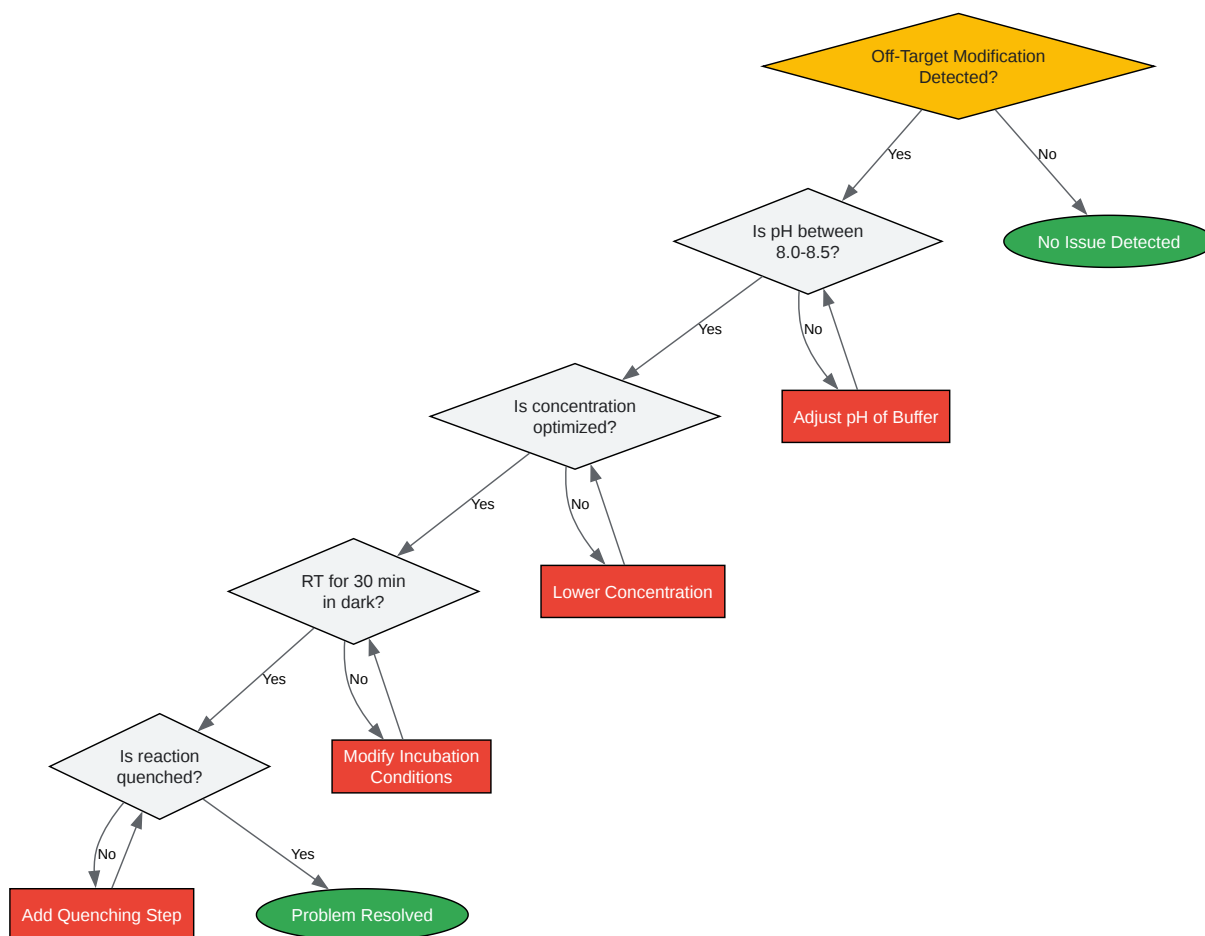 Off-Target Modification
Detected?
Yes
No
Is pH between
8.0-8.5?
No Issue Detected
Yes
No
Is concentration
optimized?
Adjust pH of Buffer
Yes
No
RT for 30 min
in dark?
Lower Concentration
Yes
No
Is reaction
quenched?
Modify Incubation
Conditions
No
Yes
Add Quenching Step
Problem Resolved